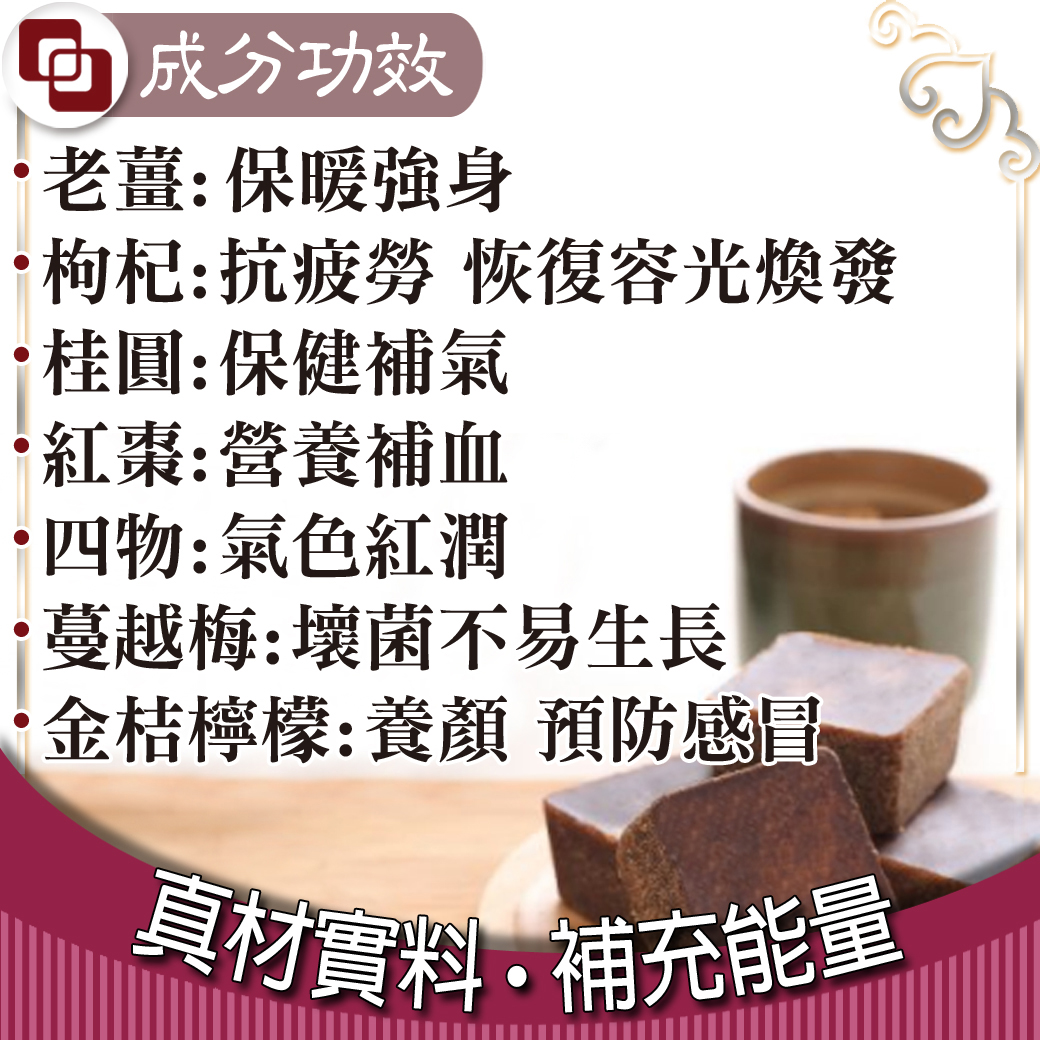 成分功效
•老薑:保暖強身
•枸杞:抗疲勞 恢復容光煥發
•桂圓:保健補氣
•紅棗:營養補血
•四物:氣色紅潤
•蔓越梅:壞菌不易生長
•金桔檸檬:養顏 預防感冒
真材實料•補充能量